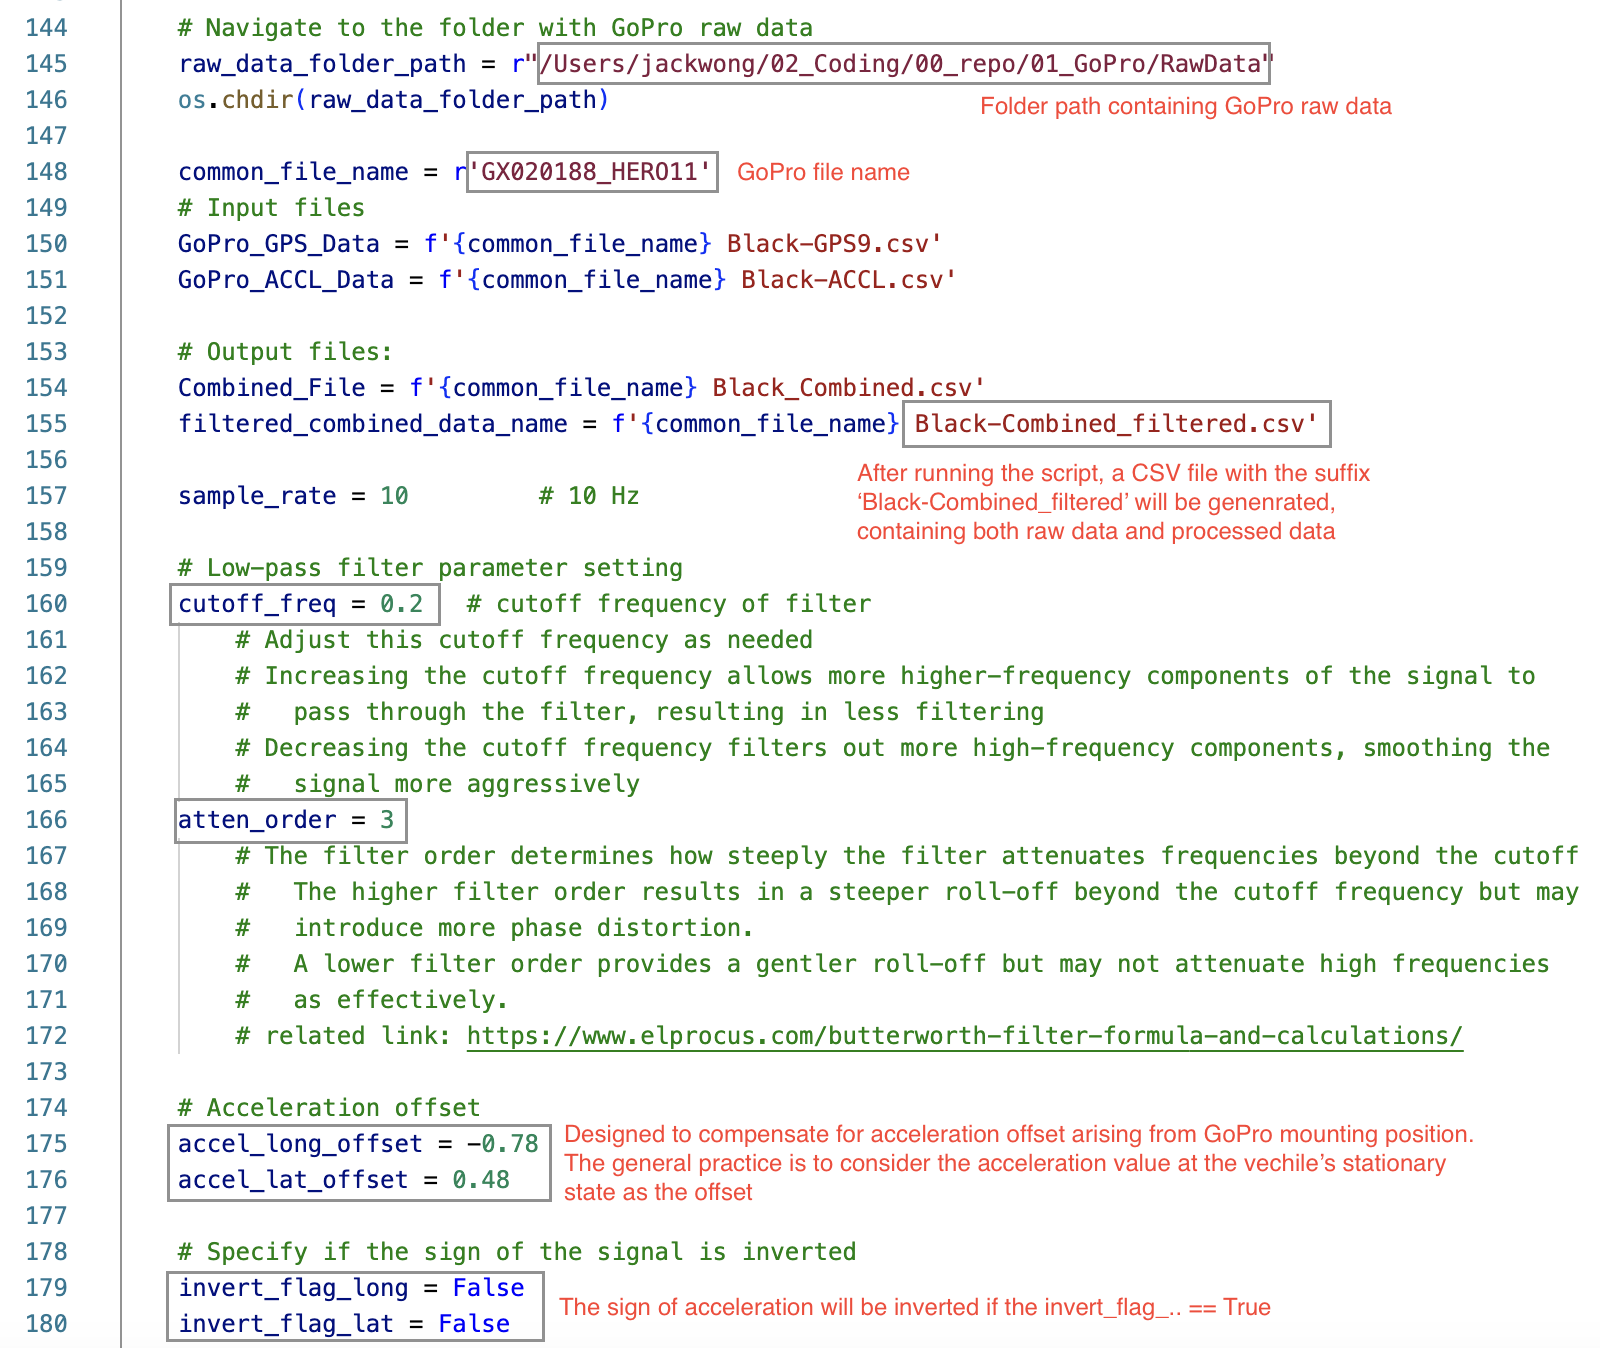 144 # Navigate to the folder with GoPro raw data
145 raw_data_folder_path = r"/Users/jackwong/02_Coding/00_repo/01_GoPro/RawData"
146 os.chdir(raw_data_folder_path)
Folder path containing GoPro raw data
147
148 common_file_name = r'GX020188_HERO11' GoPro file name
149 # Input files
150 GoPro_GPS_Data = f'{common_file_name} Black-GPS9.csv'
151 GoPro_ACCL_Data = f'{common_file_name} Black-ACCL.csv'
152
153 # Output files:
154 Combined_File = f'{common_file_name} Black_Combined.csv'
155 filtered_combined_data_name = f'{common_file_name} Black-Combined_filtered.csv'
156
After running the script, a CSV file with the suffix
157 sample_rate = 10 # 10 Hz
‘Black-Combined_filtered’ will be genenrated,
158
containing both raw data and processed data
159 # Low-pass filter parameter setting
160 cutoff_freq = 0.2 # cutoff frequency of filter
161 # Adjust this cutoff frequency as needed
162 # Increasing the cutoff frequency allows more higher-frequency components of the signal to
163 # pass through the filter, resulting in less filtering
164 # Decreasing the cutoff frequency filters out more high-frequency components, smoothing the
165 # signal more aggressively
166 atten_order = 3
167 # The filter order determines how steeply the filter attenuates frequencies beyond the cutoff
168 # The higher filter order results in a steeper roll-off beyond the cutoff frequency but may
169 # introduce more phase distortion.
170 # A lower filter order provides a gentler roll-off but may not attenuate high frequencies
171 # as effectively.
172 # related link: https://www.elprocus.com/butterworth-filter-formula-and-calculations/
173
174 # Acceleration offset
175 accel_long_offset = -0.78
176 accel_lat_offset = 0.48
Designed to compensate for acceleration offset arising from GoPro mounting position.
The general practice is to consider the acceleration value at the vechile’s stationary
state as the offset
177
178 # Specify if the sign of the signal is inverted
179 invert_flag_long = False
180 invert_flag_lat = False
The sign of acceleration will be inverted if the invert_flag_.. == True